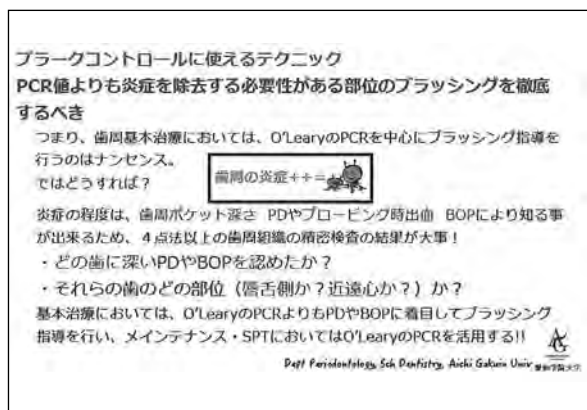 プラークコントロールに使えるテクニック
PCR値よりも炎症を除去する必要性がある部位のブラッシングを徹底
するべき
つまり、歯周基本治療においては、O'LearyのPCRを中心にブラッシング指導を
行うのはナンセンス。
ではどうすれば？
歯周の炎症++=
炎症の程度は、歯周ポケット深さ PDやプロービング時出血 BOPにより知る事
が出来るため、４点法以上の歯周組織の精密検査の結果が大事！
・どの歯に深いPDやBOPを認めたか？
・それらの歯のどの部位（唇舌側か？近遠心か？）か？
基本治療においては、O'LearyのPCRよりもPDやBOPに着目してブラッシング
指導を行い、メインテナンス・SPTにおいてはO'LearyのPCRを活用する!!
Dept Periodontology, Sch Dentistry, Aichi Gakuin Univ
愛知学院大学